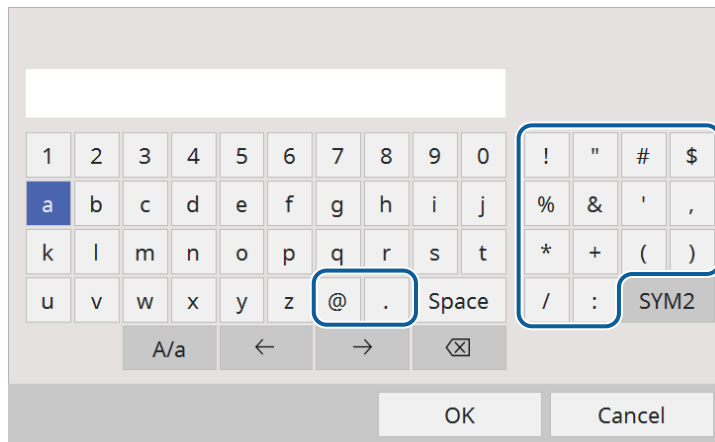 1 2 3 4 5 6 7 8 9 0 ! " # $
a b c d e f g h i j % & ' ,
k l m n o p q r s t * + ( )
u v w x y z @ . Space / : SYM2
A/a ← → ⌫
OK Cancel